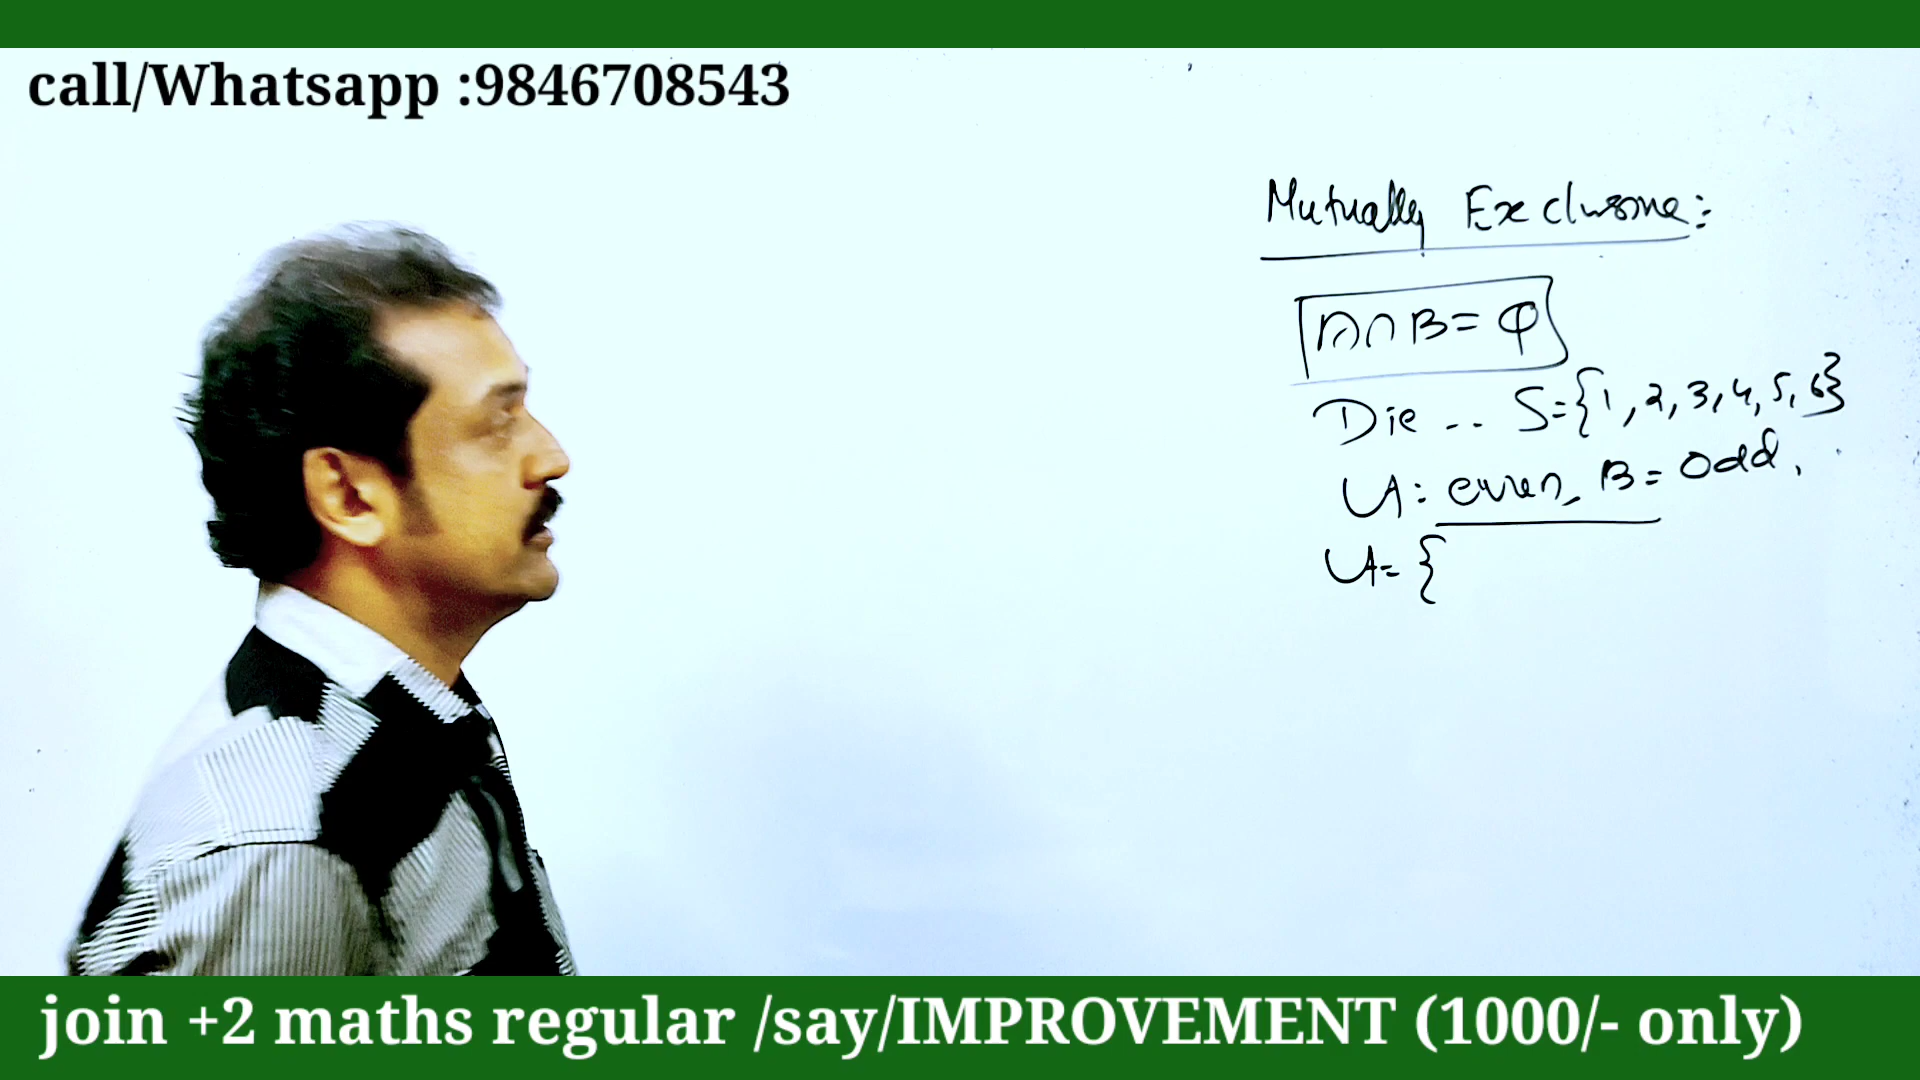 call/Whatsapp :9846708543
Mutually Exclusive:
A∩B= φ
Die .. S={1,2,3,4,5,6}
A: even, B= odd,
A= {
join +2 maths regular /say/IMPROVEMENT (1000/- only)